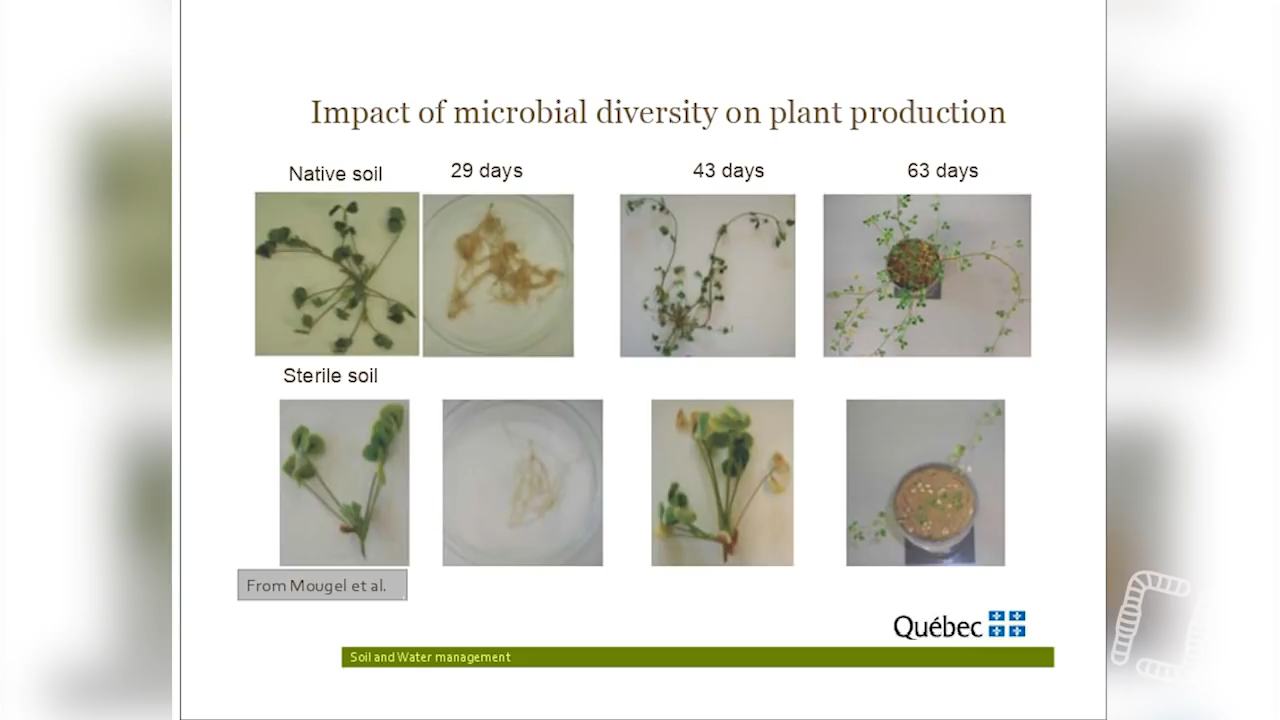 Impact of microbial diversity on plant production
Native soil
29 days
43 days
63 days
Sterile soil
From Mougel et al.
Québec
Soil and Water management